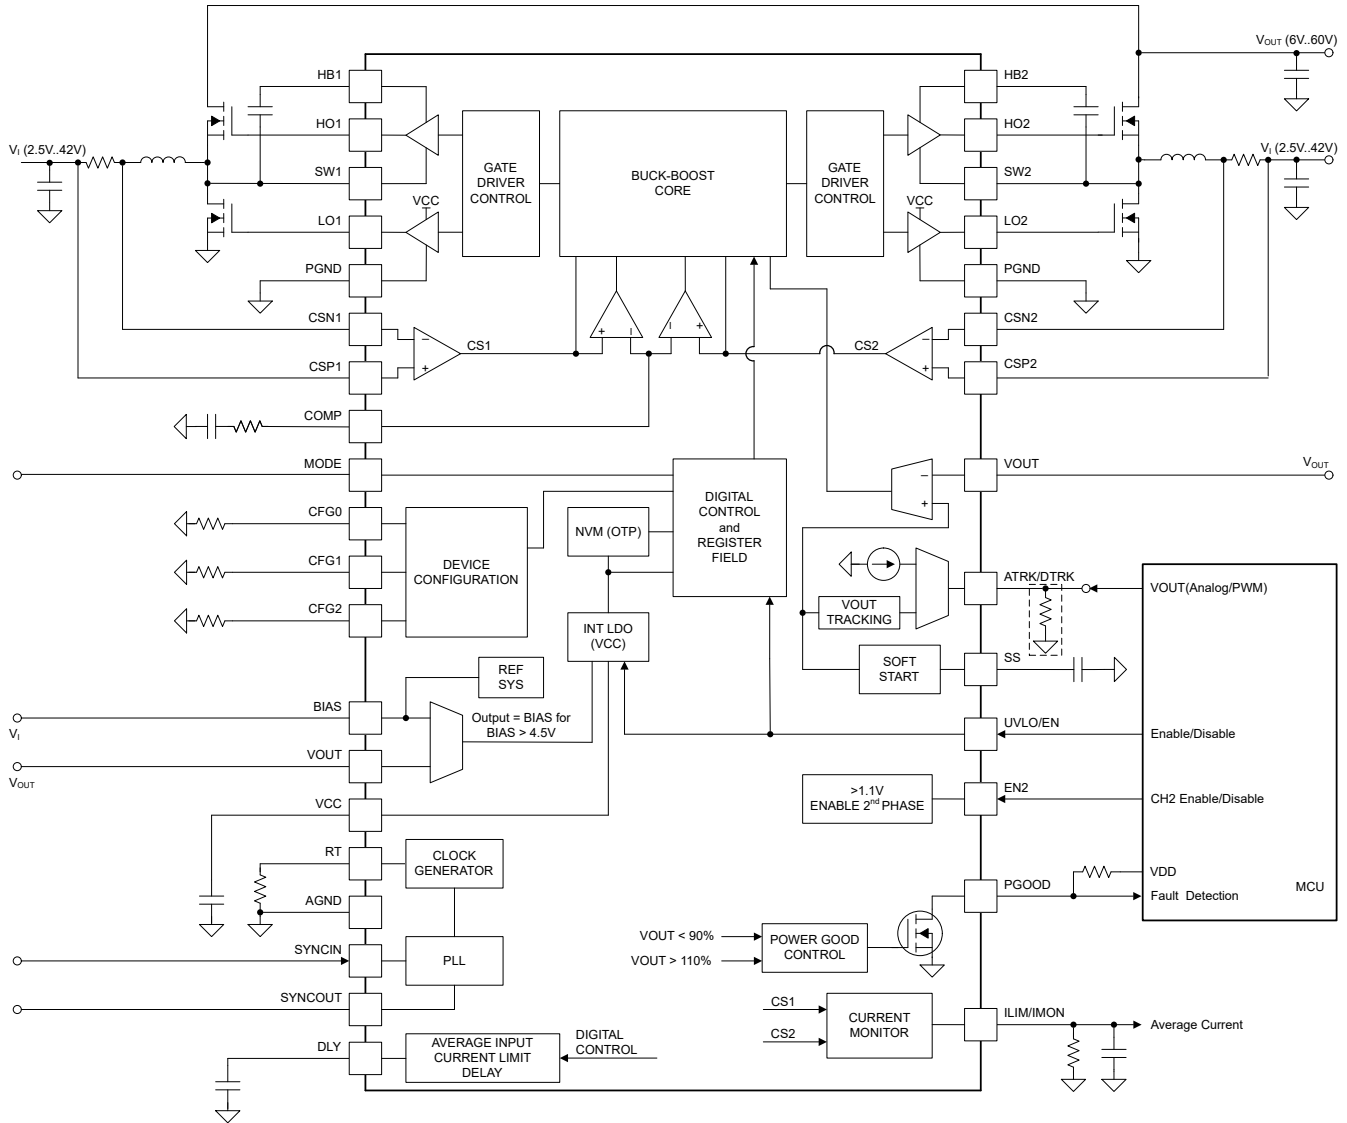 VOUT (6V..60V)
HB1
HB2
HO1
HO2
VI (2.5V..42V)
VI (2.5V..42V)
GATE
DRIVER
CONTROL
BUCK-BOOST
CORE
GATE
DRIVER
CONTROL
SW1
SW2
VCC
VCC
LO1
LO2
PGND
PGND
CSN1
CSN2
+
–
–
+
–
+
–
+
CS1
CS2
CSP1
CSP2
COMP
MODE
VOUT
VOUT
–
+
DIGITAL
CONTROL
and
REGISTER
FIELD
CFG0
NVM (OTP)
CFG1
DEVICE
CONFIGURATION
CFG2
ATRK/DTRK
VOUT(Analog/PWM)
VOUT
TRACKING
INT LDO
(VCC)
REF
SYS
SOFT
START
SS
BIAS
VI
Output = BIAS for
BIAS > 4.5V
UVLO/EN
Enable/Disable
VOUT
VOUT
>1.1V
ENABLE 2nd PHASE
EN2
CH2 Enable/Disable
VCC
RT
CLOCK
GENERATOR
VDD
PGOOD
MCU
Fault Detection
AGND
VOUT < 90%
VOUT > 110%
POWER GOOD
CONTROL
SYNCIN
PLL
SYNCOUT
CS1
CS2
CURRENT
MONITOR
ILIM/IMON
Average Current
DLY
AVERAGE INPUT
CURRENT LIMIT
DELAY
DIGITAL
CONTROL